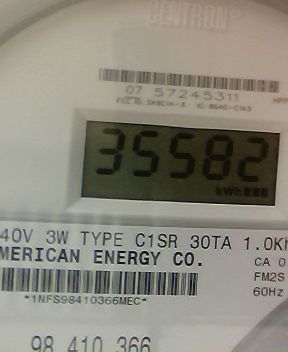 CENTRON®
07 57245311
35582
kWh
40V 3W TYPE C1SR 30TA 1.0Kh
MERICAN ENERGY CO.
CA 0
FM2S
60Hz
*1NFS98410366MEC*
98 410 366